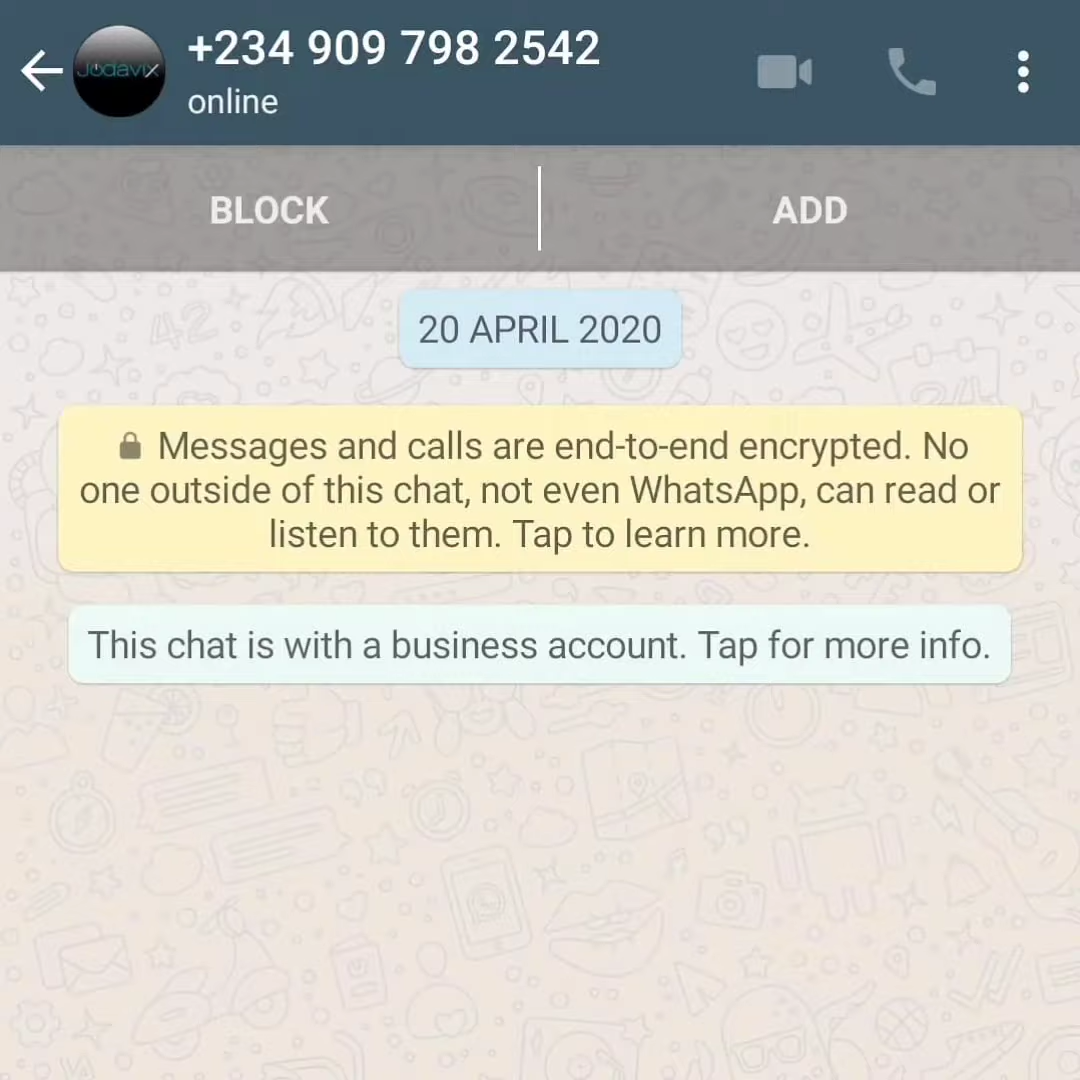 Jodavix
+234 909 798 2542
online
BLOCK
ADD
20 APRIL 2020
Messages and calls are end-to-end encrypted. No
one outside of this chat, not even WhatsApp, can read or
listen to them. Tap to learn more.
This chat is with a business account. Tap for more info.